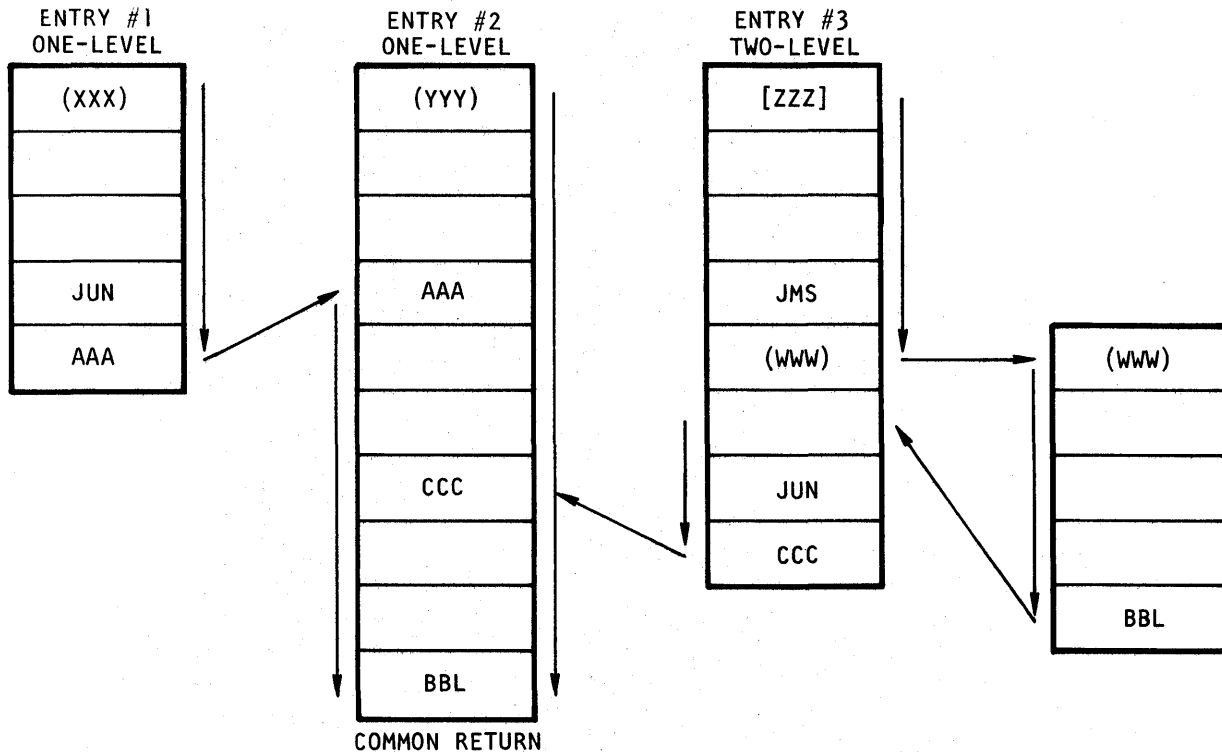 ENTRY #1
ONE-LEVEL
(XXX)
JUN
AAA
ENTRY #2
ONE-LEVEL
(YYY)
AAA
CCC
BBL
COMMON RETURN
ENTRY #3
TWO-LEVEL
[ZZZ]
JMS
(WWW)
JUN
CCC
(WWW)
BBL